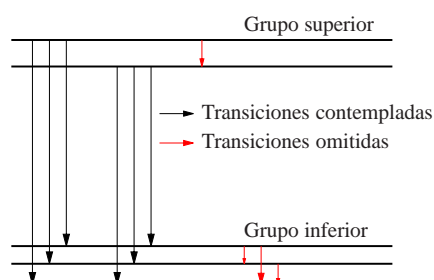 Grupo superior
Transiciones contempladas
Transiciones omitidas
Grupo inferior